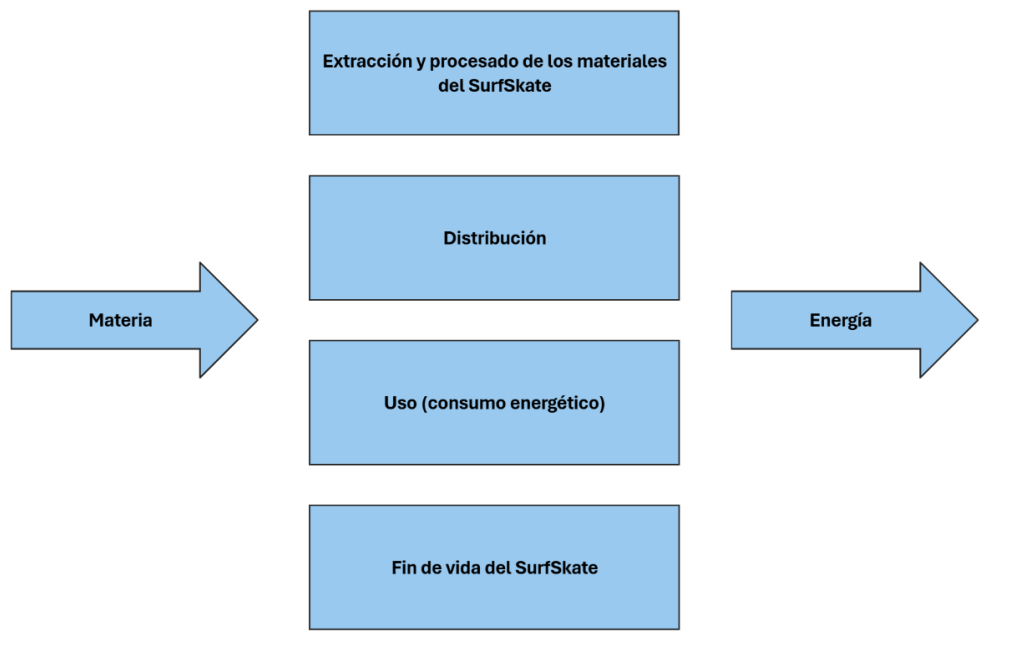 Extracción y procesado de los materiales
del SurfSkate
Distribución
Materia
Energía
Uso (consumo energético)
Fin de vida del SurfSkate